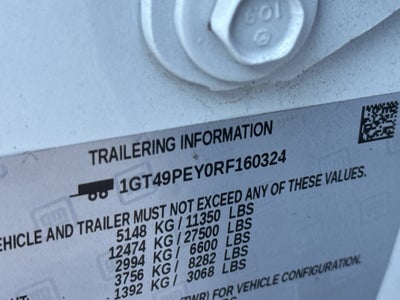 103
TRAILERING INFORMATION
1GT49PEY0RF160324
VEHICLE AND TRAILER MUST NOT EXCEED ANY OF THESE VALUES.
5148 KG / 11350 LBS
12474 KG / 27500 LBS
2994 KG / 6600 LBS
3756 KG / 8282 LBS
1392 KG / 3068 LBS
FOR VEHICLE CONFIGURATION.